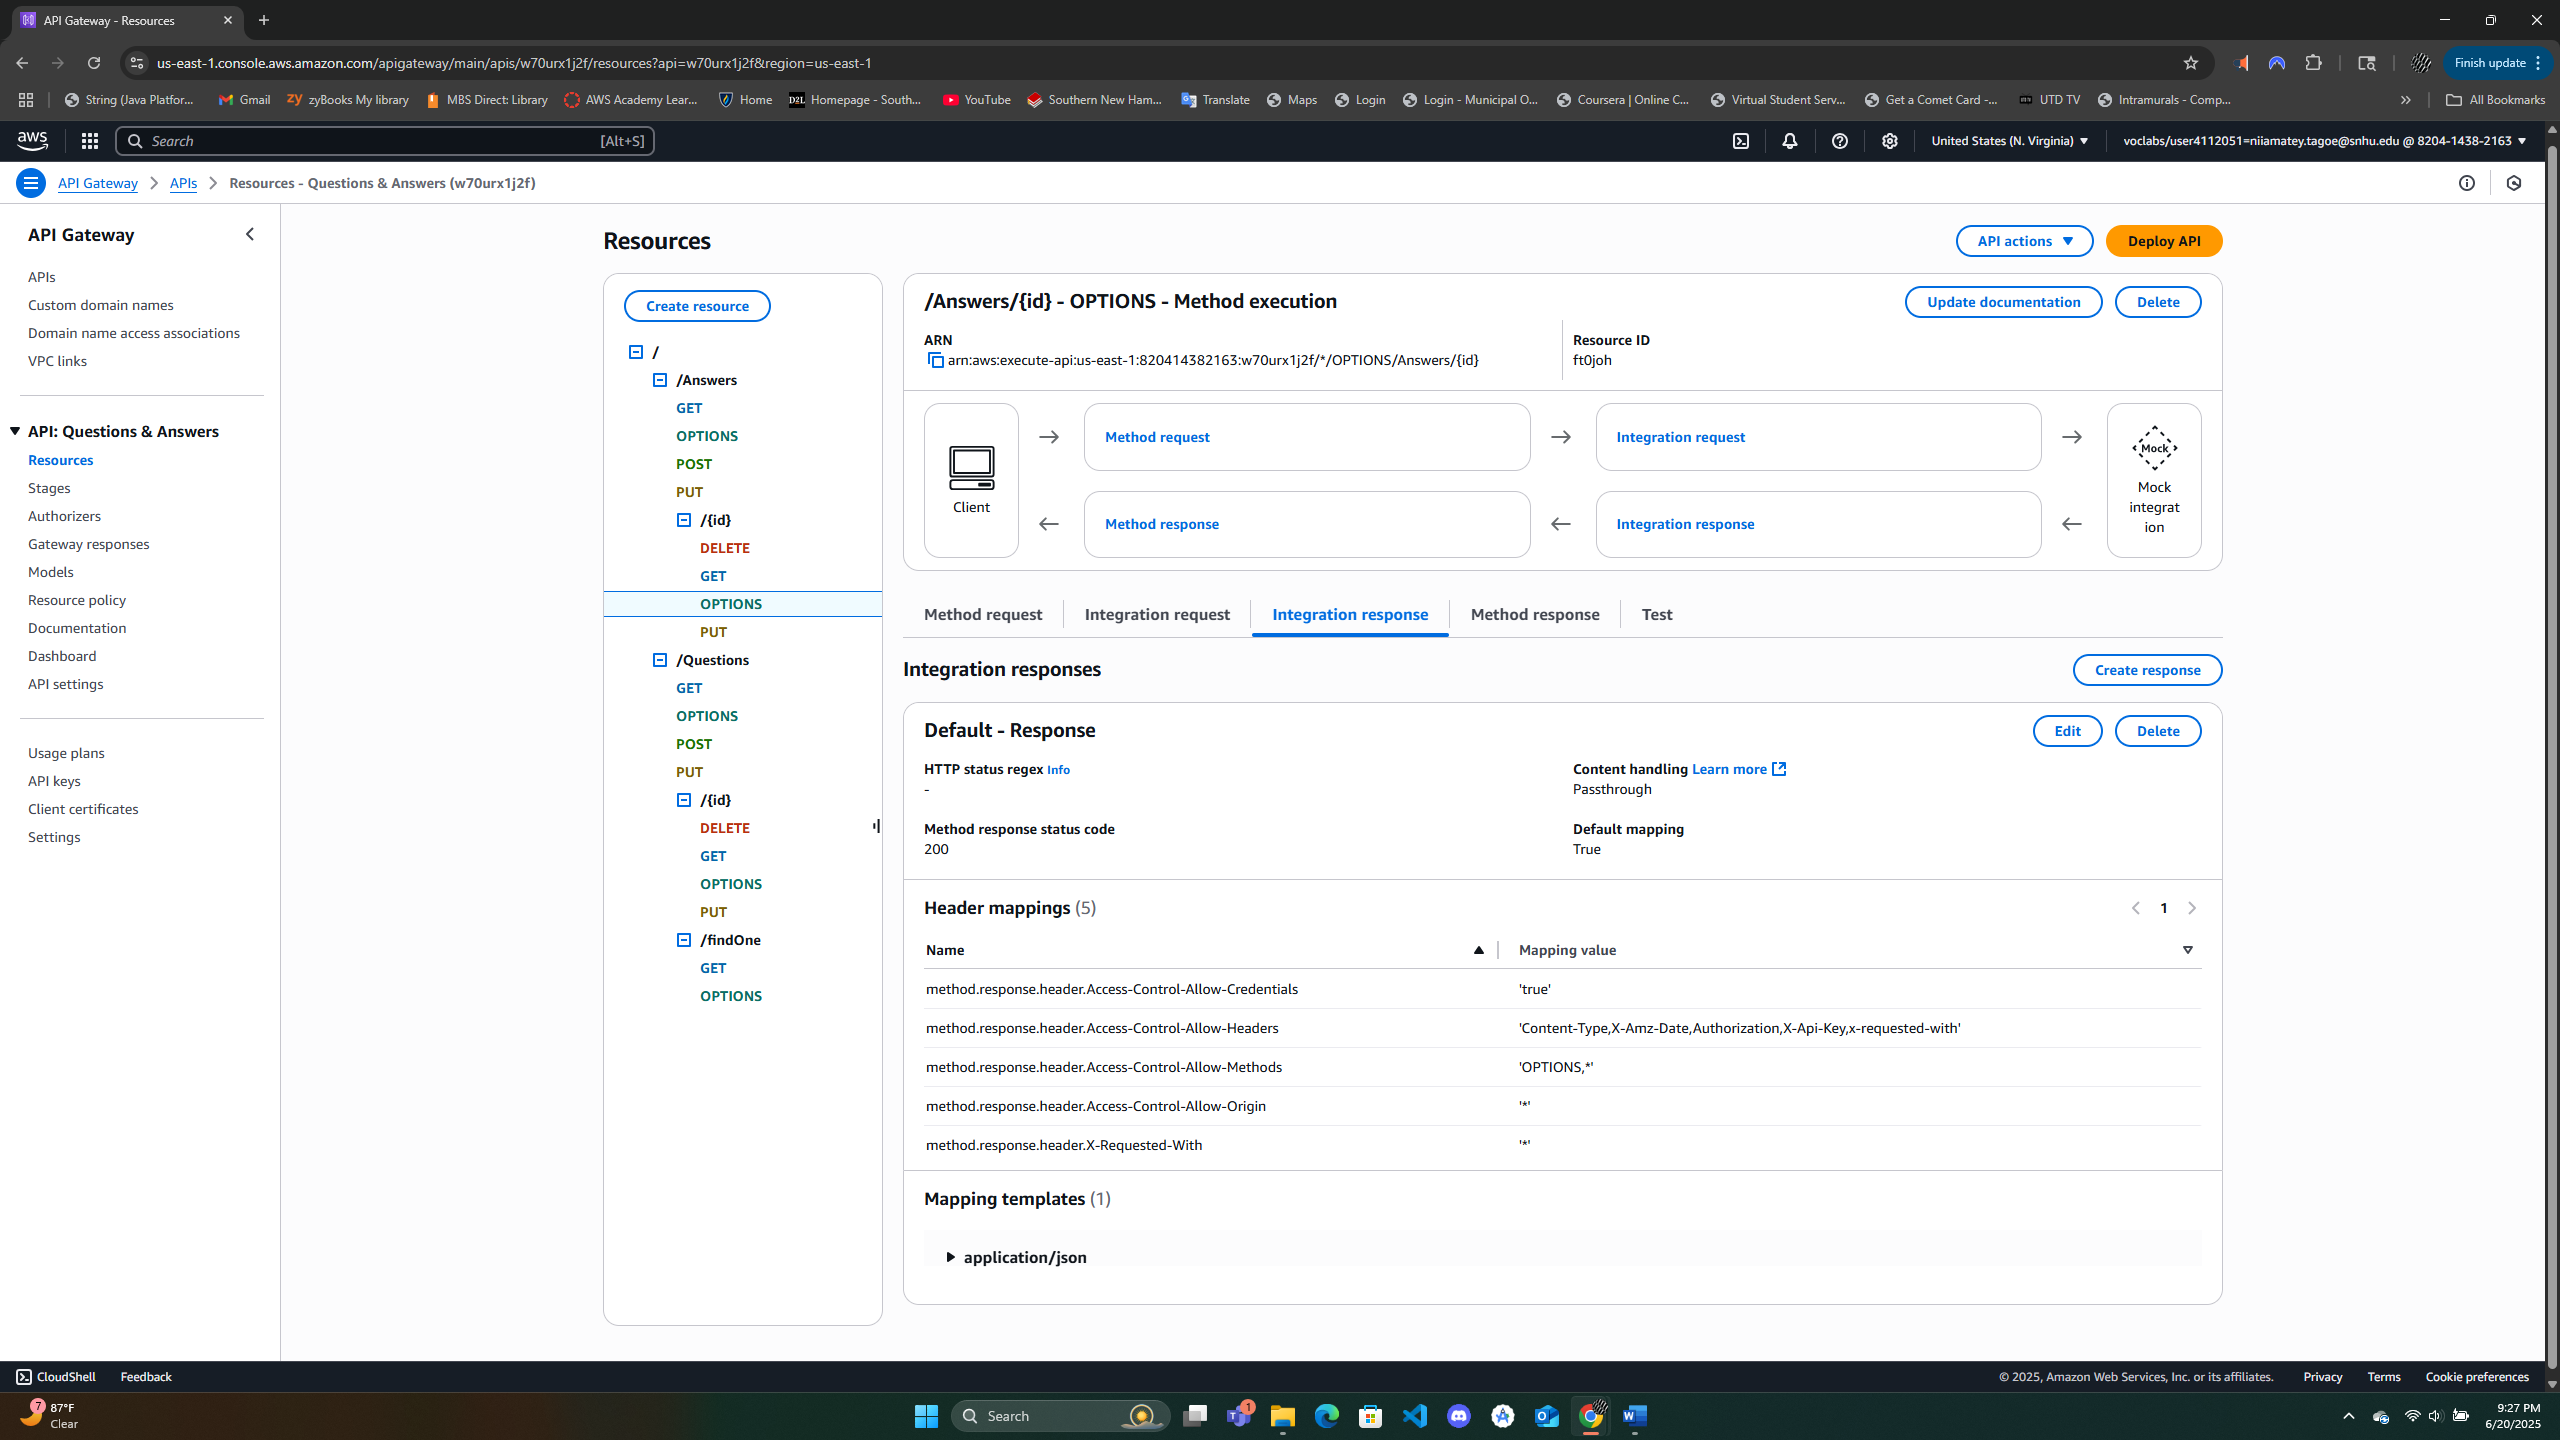 API Gateway - Resources
us-east-1.console.aws.amazon.com/apigateway/main/apis/w70urx1j2f/resources?api=w70urx1j2f&region=us-east-1
Finish update
String (Java Platfor...
Gmail
zyBooks My library
MBS Direct: Library
AWS Academy Lear...
Home
Homepage - South...
YouTube
Southern New Ham...
Translate
Maps
Login
Login - Municipal O...
Coursera | Online C...
Virtual Student Serv...
Get a Comet Card -...
UTD TV
Intramurals - Comp...
All Bookmarks
aws
Search
[Alt+S]
United States (N. Virginia)
voclabs/user4112051=niiamatey.tagoe@snhu.edu @ 8204-1438-2163
API Gateway
APIs
Resources - Questions & Answers (w70urx1j2f)
API Gateway
APIs
Custom domain names
Domain name access associations
VPC links
API: Questions & Answers
Resources
Stages
Authorizers
Gateway responses
Models
Resource policy
Documentation
Dashboard
API settings
Usage plans
API keys
Client certificates
Settings
Resources
API actions
Deploy API
Create resource
/
/Answers
GET
OPTIONS
POST
PUT
/{id}
DELETE
GET
OPTIONS
PUT
/Questions
GET
OPTIONS
POST
PUT
/{id}
DELETE
GET
OPTIONS
PUT
/findOne
GET
OPTIONS
/Answers/{id} - OPTIONS - Method execution
Update documentation
Delete
ARN
arn:aws:execute-api:us-east-1:820414382163:w70urx1j2f/*/OPTIONS/Answers/{id}
Resource ID
ft0joh
Client
Method request
Integration request
Method response
Integration response
Mock
Mock
integrat
ion
Method request
Integration request
Integration response
Method response
Test
Integration responses
Create response
Default - Response
Edit
Delete
HTTP status regex Info
-
Content handling Learn more
Passthrough
Method response status code
200
Default mapping
True
Header mappings (5)
1
Name
Mapping value
method.response.header.Access-Control-Allow-Credentials
'true'
method.response.header.Access-Control-Allow-Headers
'Content-Type,X-Amz-Date,Authorization,X-Api-Key,x-requested-with'
method.response.header.Access-Control-Allow-Methods
'OPTIONS,*'
method.response.header.Access-Control-Allow-Origin
'*'
method.response.header.X-Requested-With
'*'
Mapping templates (1)
application/json
CloudShell
Feedback
© 2025, Amazon Web Services, Inc. or its affiliates.
Privacy
Terms
Cookie preferences
7
87°F
Clear
Search
1
9:27 PM
6/20/2025